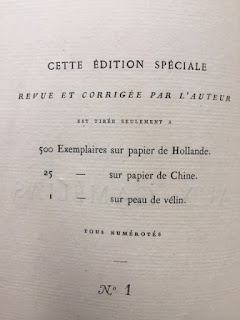 CETTE ÉDITION SPÉCIALE
REVUE ET CORRIGÉE PAR L'AUTEUR
EST TIRÉE SEULEMENT A
500 Exemplaires sur papier de Hollande.
25 — sur papier de Chine.
1 — sur peau de vélin.
TOUS NUMÉROTÉS
Nº 1